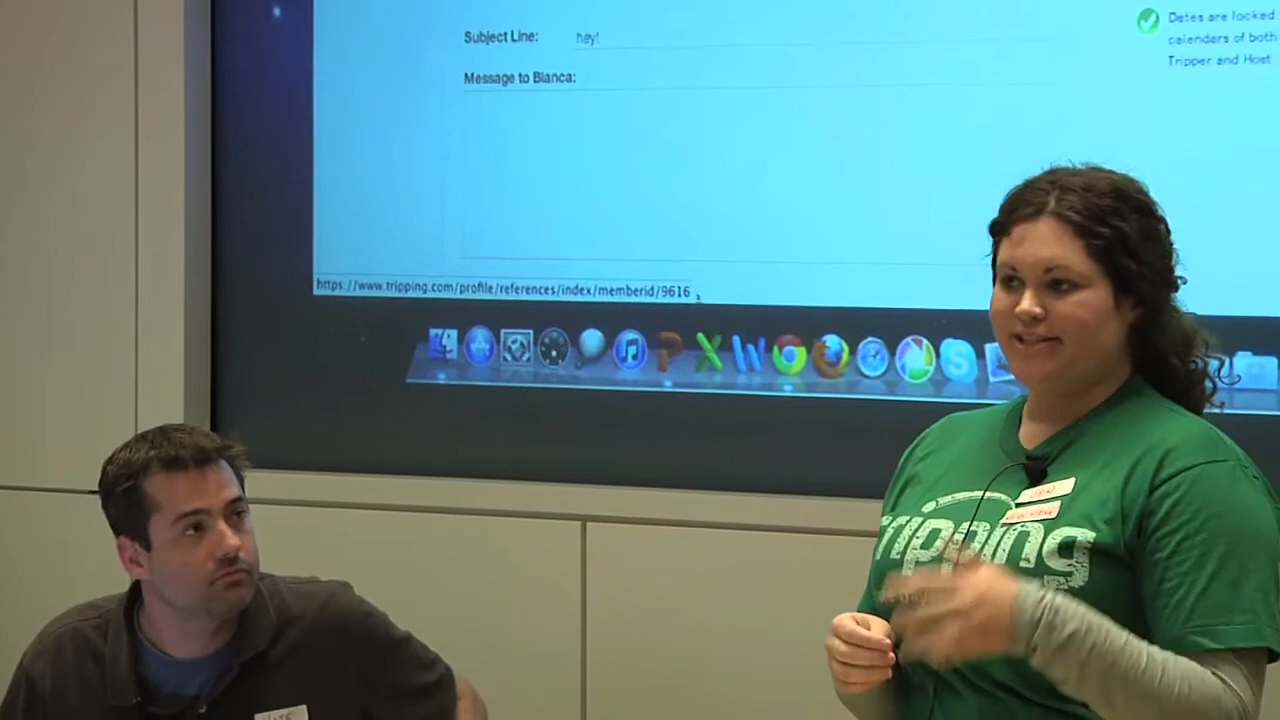 Subject Line: hey!
Message to Bianca:
Dates are locked
calendars of both
Tripper and Host
https://www.tripping.com/profile/references/index/memberid/9616
tripping